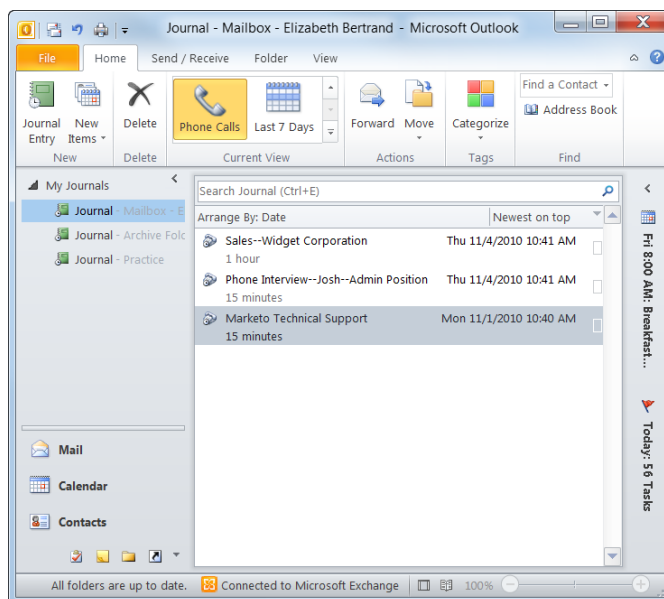 Journal - Mailbox - Elizabeth Bertrand - Microsoft Outlook
File Home Send / Receive Folder View
Journal Entry
New Items
Delete
Phone Calls
Last 7 Days
Forward
Move
Categorize
Find a Contact
Address Book
New Delete Current View Actions Tags Find
My Journals
Journal - Mailbox - E
Journal - Archive Fold
Journal - Practice
Search Journal (Ctrl+E)
Arrange By: Date Newest on top
Sales--Widget Corporation Thu 11/4/2010 10:41 AM
1 hour
Phone Interview--Josh--Admin Position Thu 11/4/2010 10:41 AM
15 minutes
Marketo Technical Support Mon 11/1/2010 10:40 AM
15 minutes
Mail
Calendar
Contacts
Fri 8:00 AM: Breakfast...
Today: 56 Tasks
All folders are up to date. Connected to Microsoft Exchange 100%